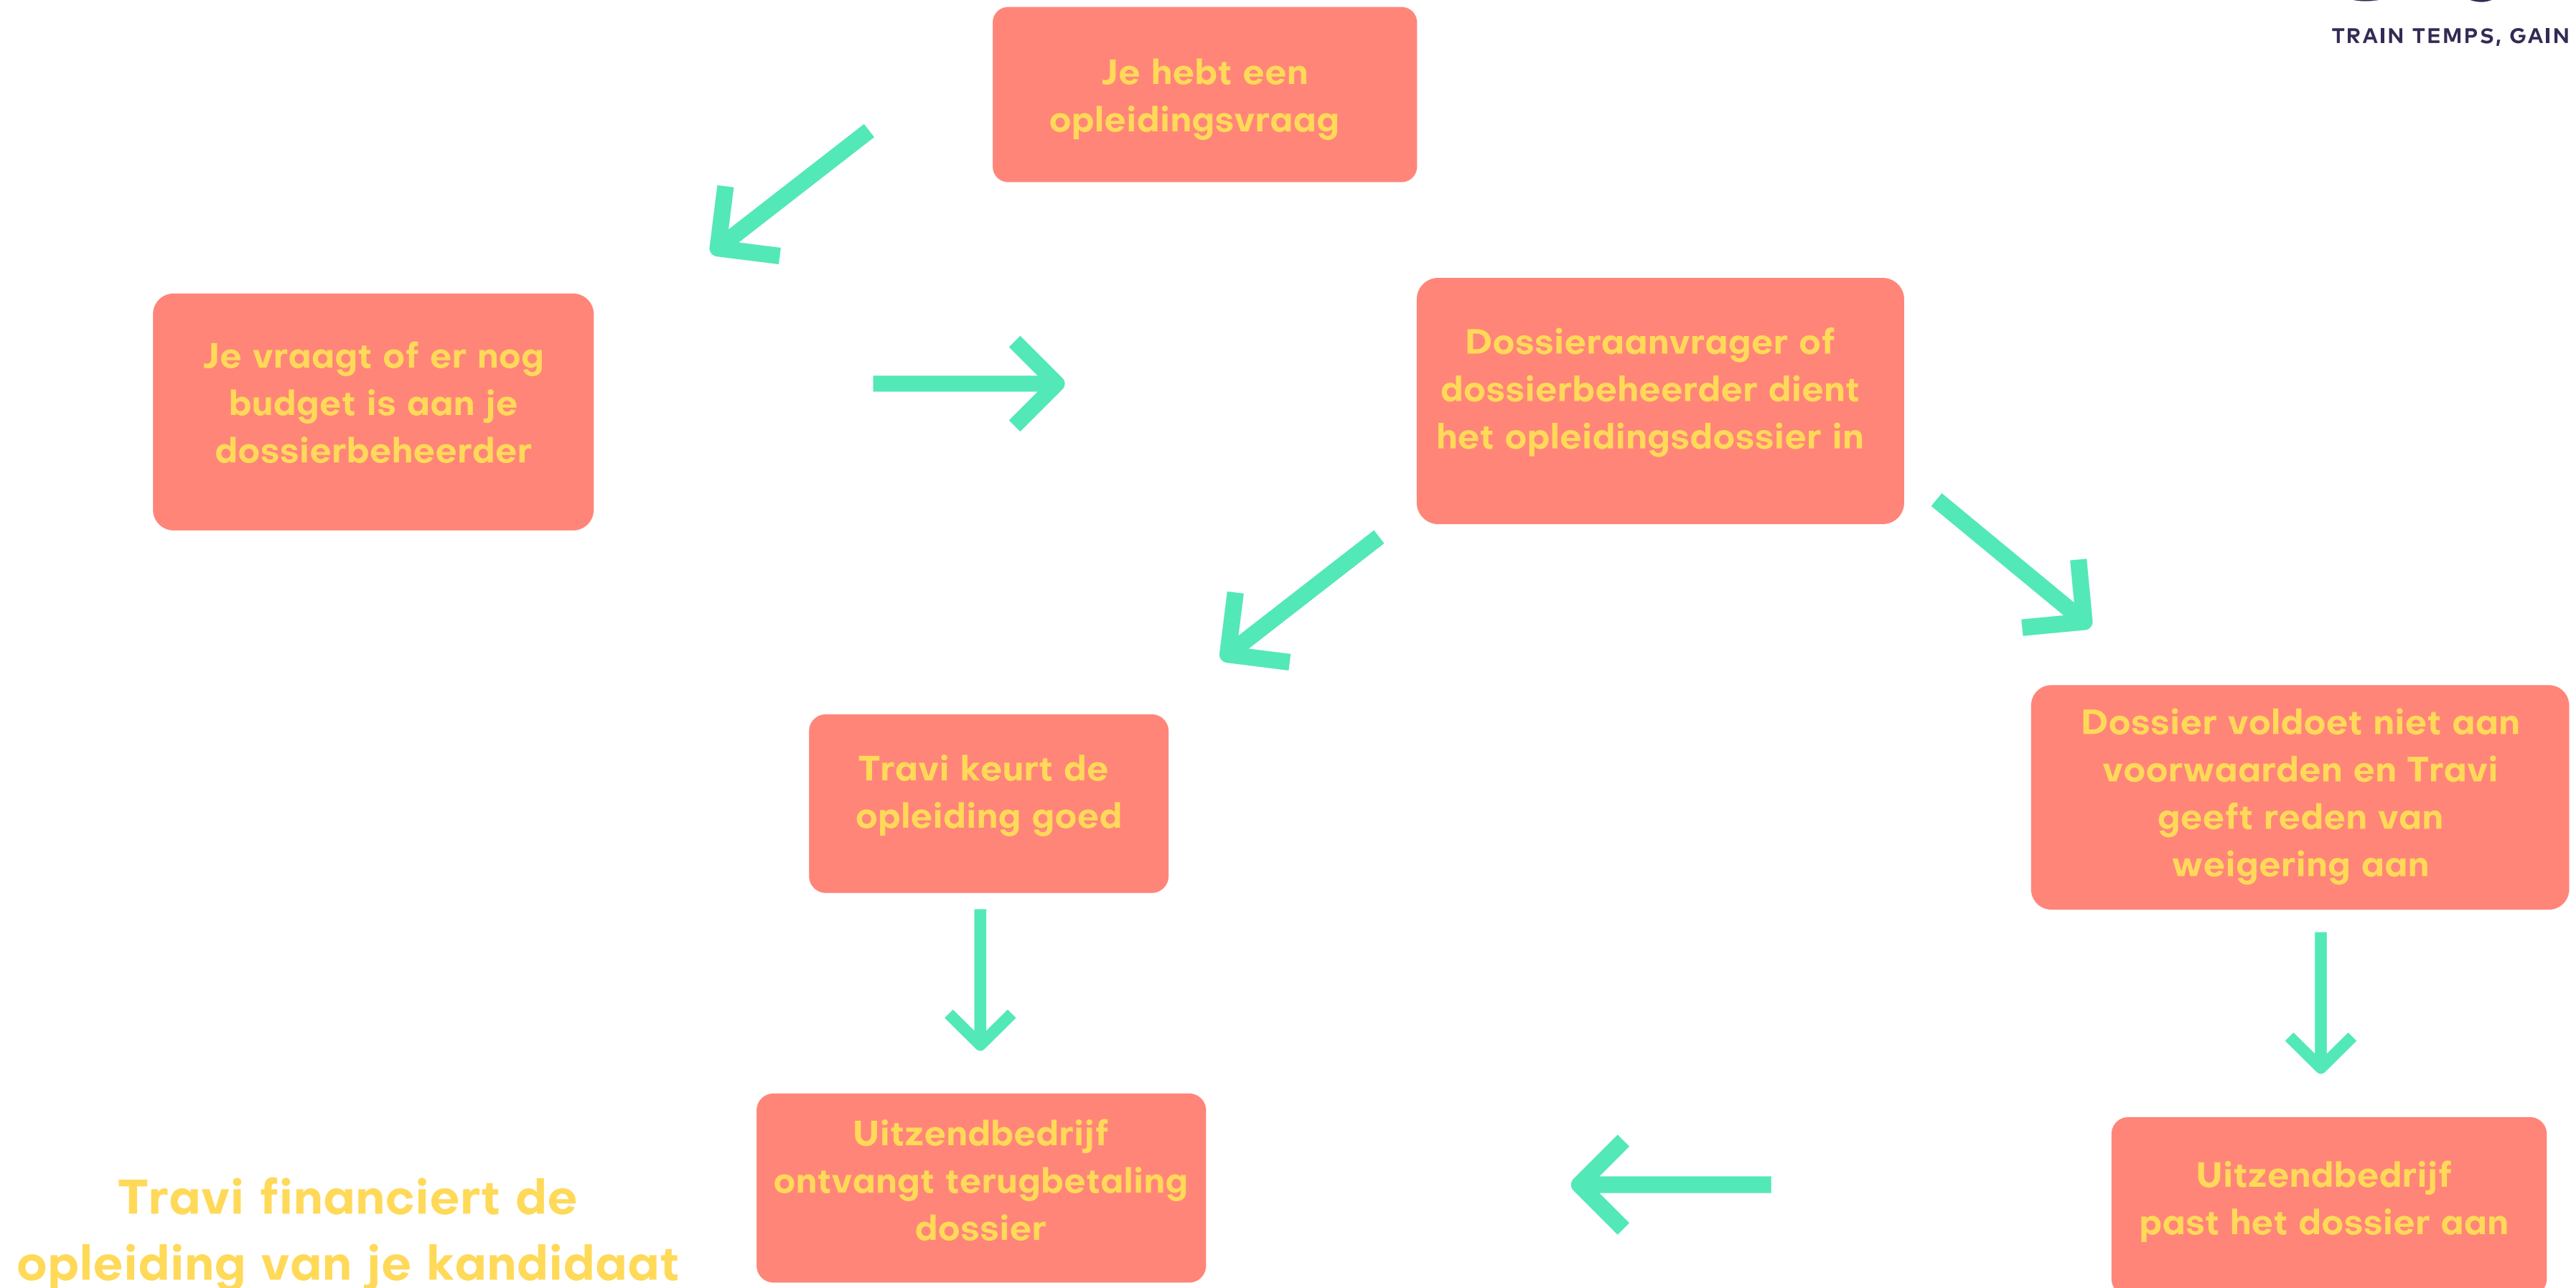 TRAIN TEMPS, GAIN
Je hebt een
opleidingsvraag
Je vraagt of er nog
budget is aan je
dossierbeheerder
Dossieraanvrager of
dossierbeheerder dient
het opleidingsdossier in
Travi keurt de
opleiding goed
Dossier voldoet niet aan
voorwaarden en Travi
geeft reden van
weigering aan
Uitzendbedrijf
ontvangt terugbetaling
dossier
Uitzendbedrijf
past het dossier aan
Travi financiert de
opleiding van je kandidaat